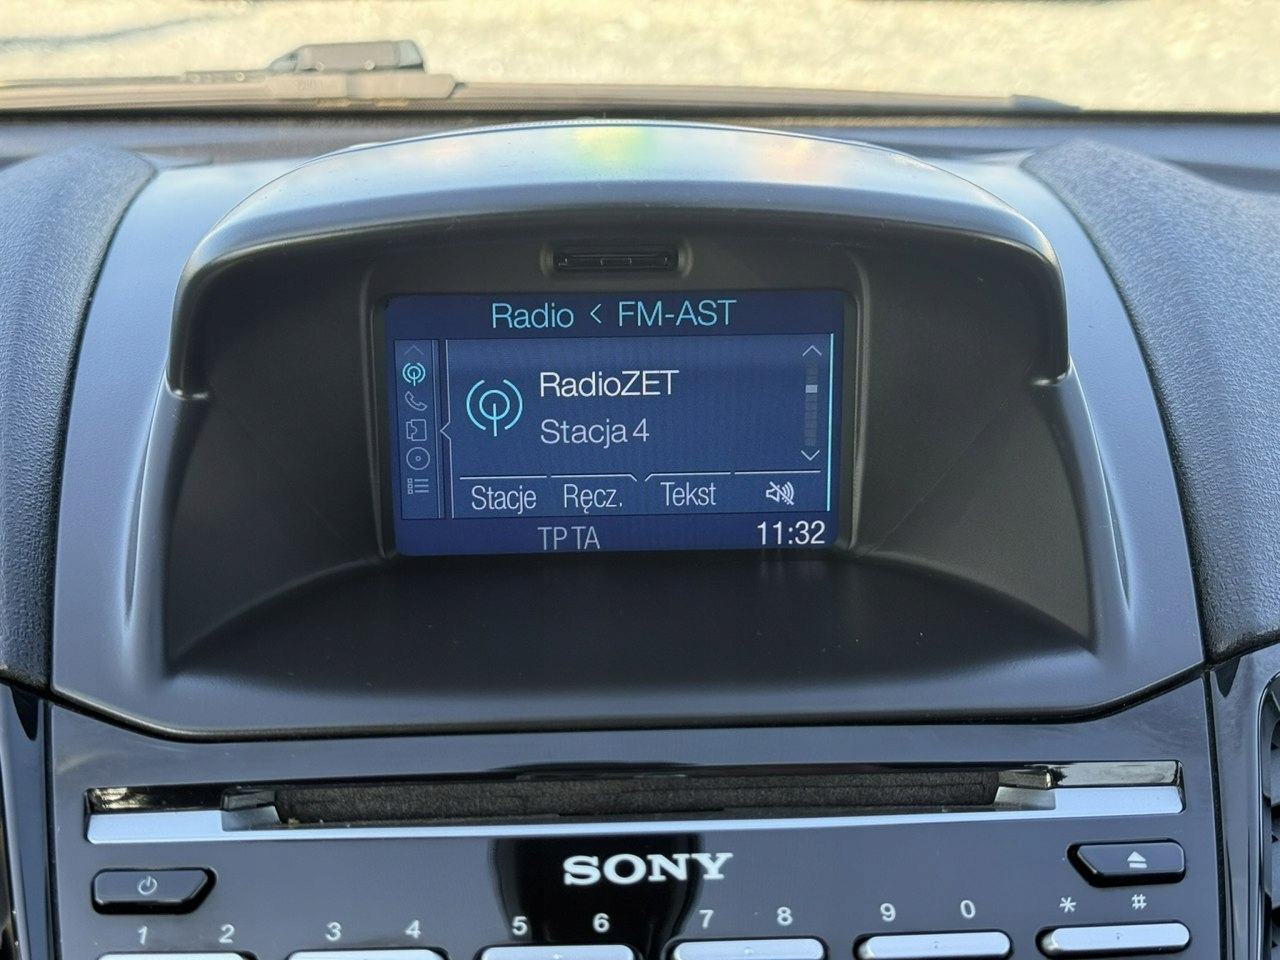 Radio < FM-AST
RadioZET
Stacja 4
Stacje Ręcz. Tekst
TP TA 11:32
SONY
1 2 3 4 5 6 7 8 9 0 * #